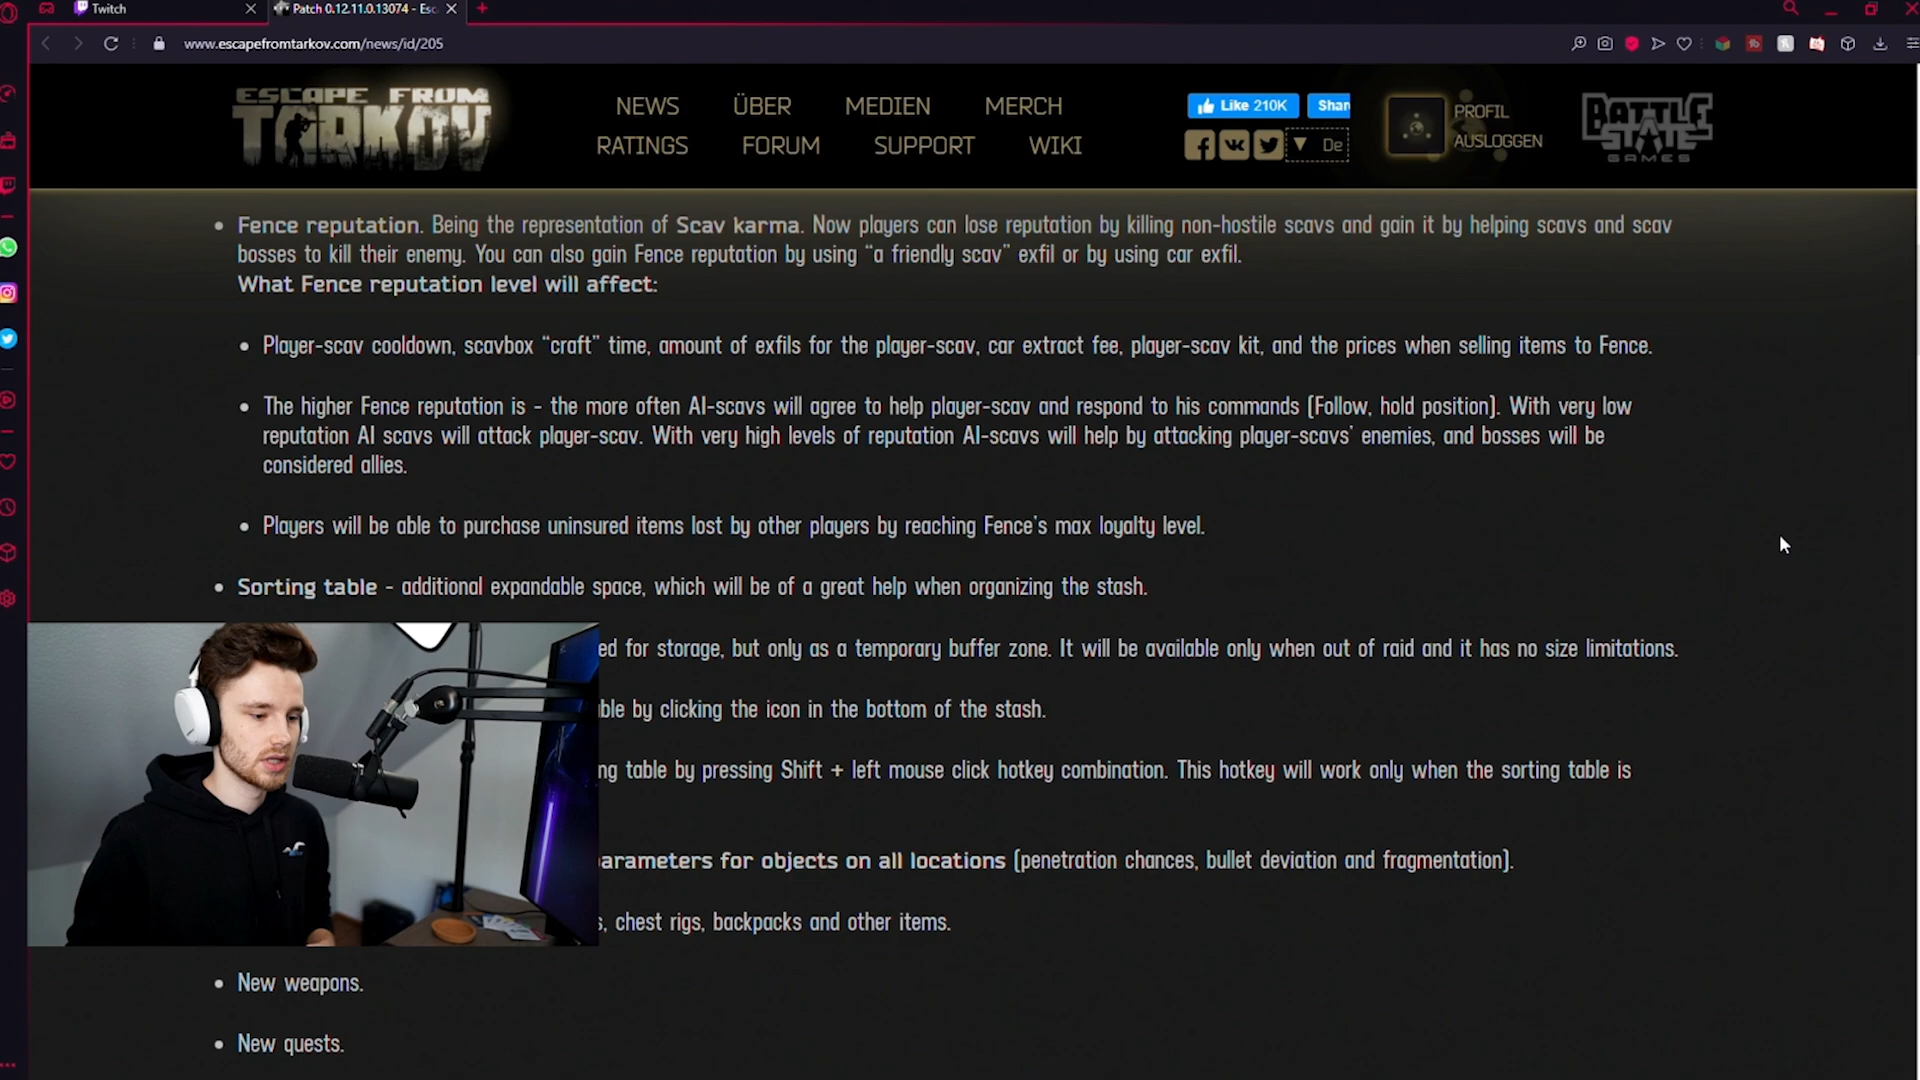 Twitch
Patch 0.12.11.0.13074 - Esc
www.escapefromtarkov.com/news/id/205
ESCAPE FROM
TARKOV
NEWS ÜBER MEDIEN MERCH
RATINGS FORUM SUPPORT WIKI
Like 210K Shar
De
PROFIL
AUSLOGGEN
BATTLE
STATE
GAMES
Fence reputation. Being the representation of Scav karma. Now players can lose reputation by killing non-hostile scavs and gain it by helping scavs and scav
bosses to kill their enemy. You can also gain Fence reputation by using “a friendly scav” exfil or by using car exfil.
What Fence reputation level will affect:
Player-scav cooldown, scavbox “craft” time, amount of exfils for the player-scav, car extract fee, player-scav kit, and the prices when selling items to Fence.
The higher Fence reputation is - the more often AI-scavs will agree to help player-scav and respond to his commands (Follow, hold position). With very low
reputation AI scavs will attack player-scav. With very high levels of reputation AI-scavs will help by attacking player-scavs’ enemies, and bosses will be
considered allies.
Players will be able to purchase uninsured items lost by other players by reaching Fence’s max loyalty level.
Sorting table - additional expandable space, which will be of a great help when organizing the stash.
ed for storage, but only as a temporary buffer zone. It will be available only when out of raid and it has no size limitations.
ble by clicking the icon in the bottom of the stash.
ng table by pressing Shift + left mouse click hotkey combination. This hotkey will work only when the sorting table is
parameters for objects on all locations (penetration chances, bullet deviation and fragmentation).
s, chest rigs, backpacks and other items.
New weapons.
New quests.